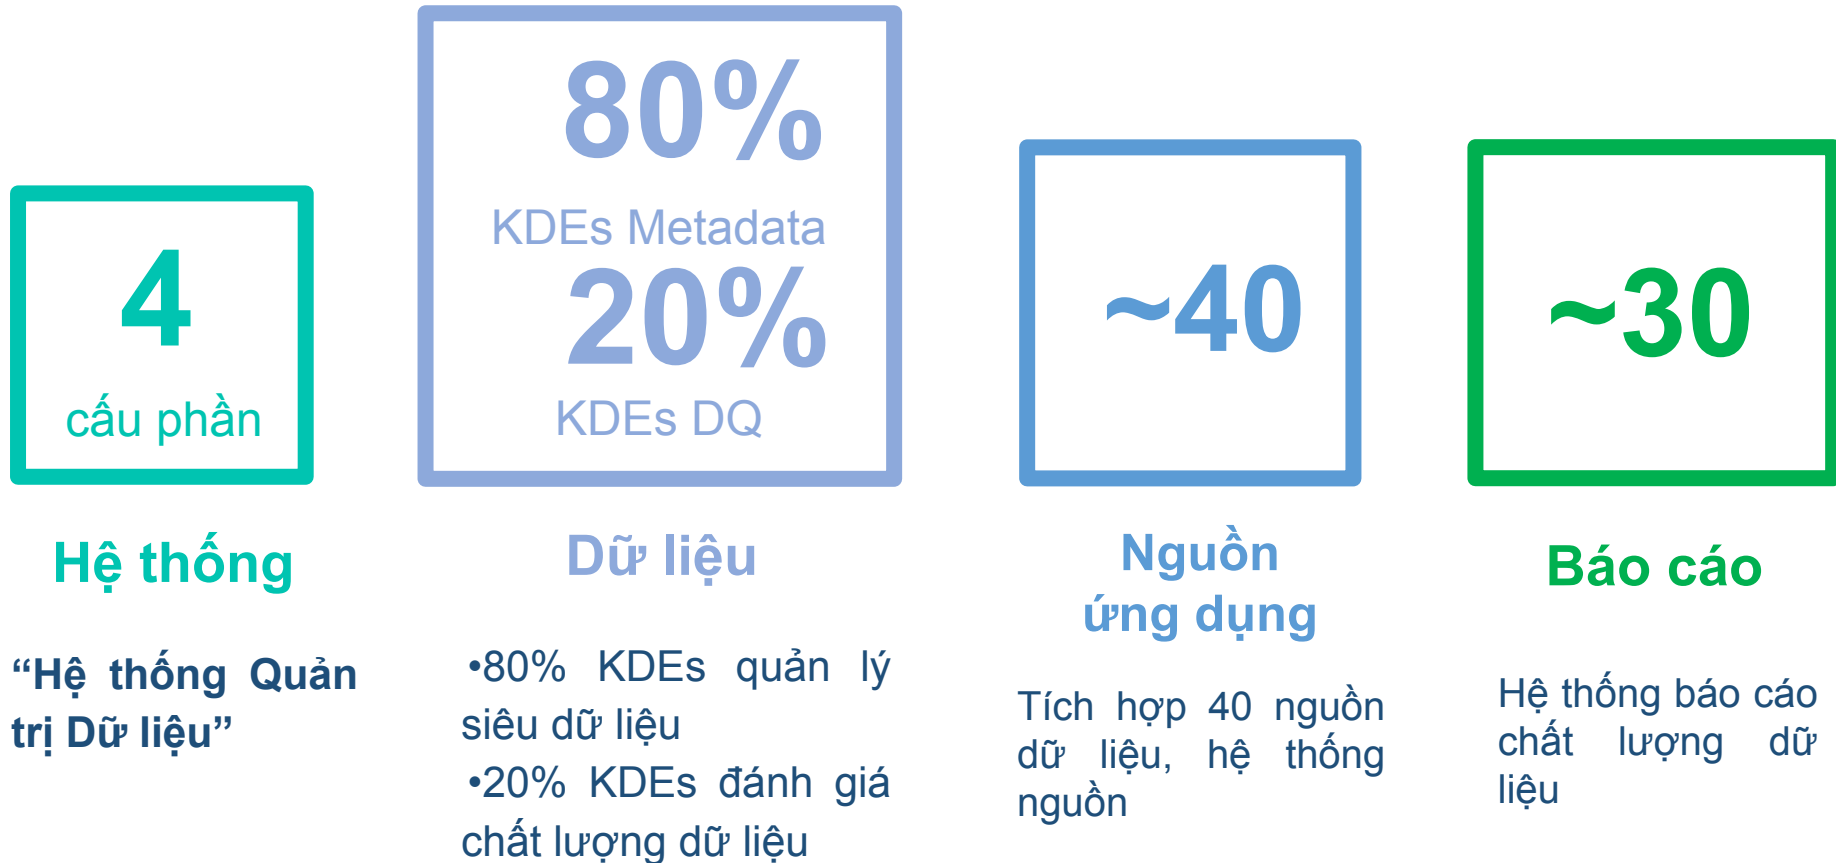 4
cấu phần
Hệ thống
“Hệ thống Quản
trị Dữ liệu”
80%
KDEs Metadata
20%
KDEs DQ
Dữ liệu
•80% KDEs quản lý
siêu dữ liệu
•20% KDEs đánh giá
chất lượng dữ liệu
~40
Nguồn
ứng dụng
Tích hợp 40 nguồn
dữ liệu, hệ thống
nguồn
~30
Báo cáo
Hệ thống báo cáo
chất lượng dữ
liệu